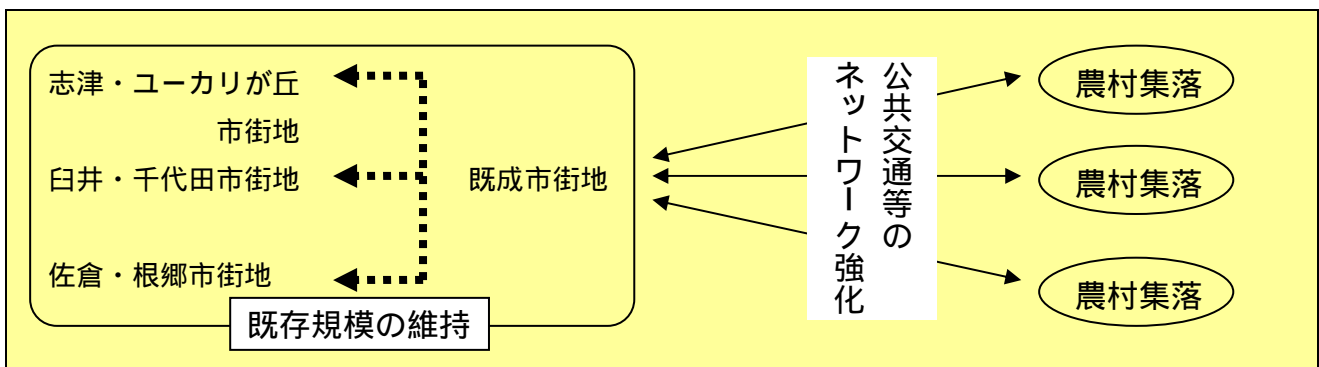 志津・ユーカリが丘
市街地
臼井・千代田市街地
佐倉・根郷市街地
既成市街地
既存規模の維持
公共交通等の
ネットワーク強化
農村集落
農村集落
農村集落